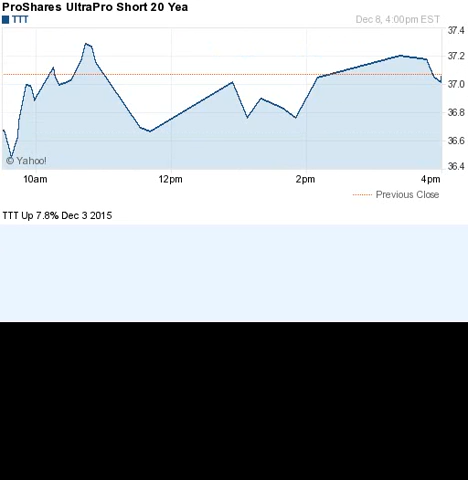 ProShares UltraPro Short 20 Yea
TTT
Dec 8, 4:00pm EST
37.4
37.2
37.0
36.8
36.6
36.4
© Yahoo!
10am 12pm 2pm 4pm
Previous Close
TTT Up 7.8% Dec 3 2015